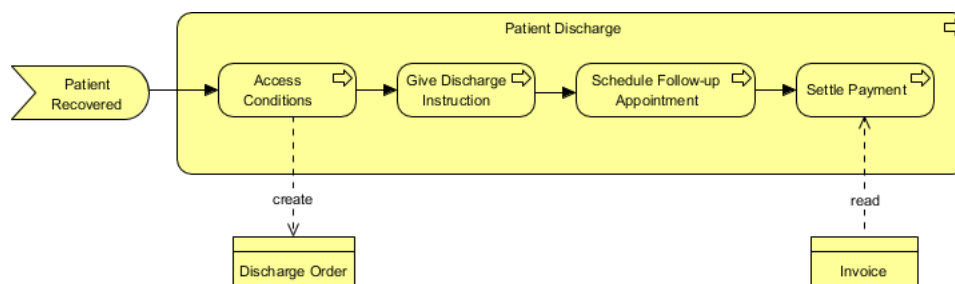 Patient Discharge
Patient
Recovered
Access
Conditions
Give Discharge
Instruction
Schedule Follow-up
Appointment
Settle Payment
create
read
Discharge Order
Invoice